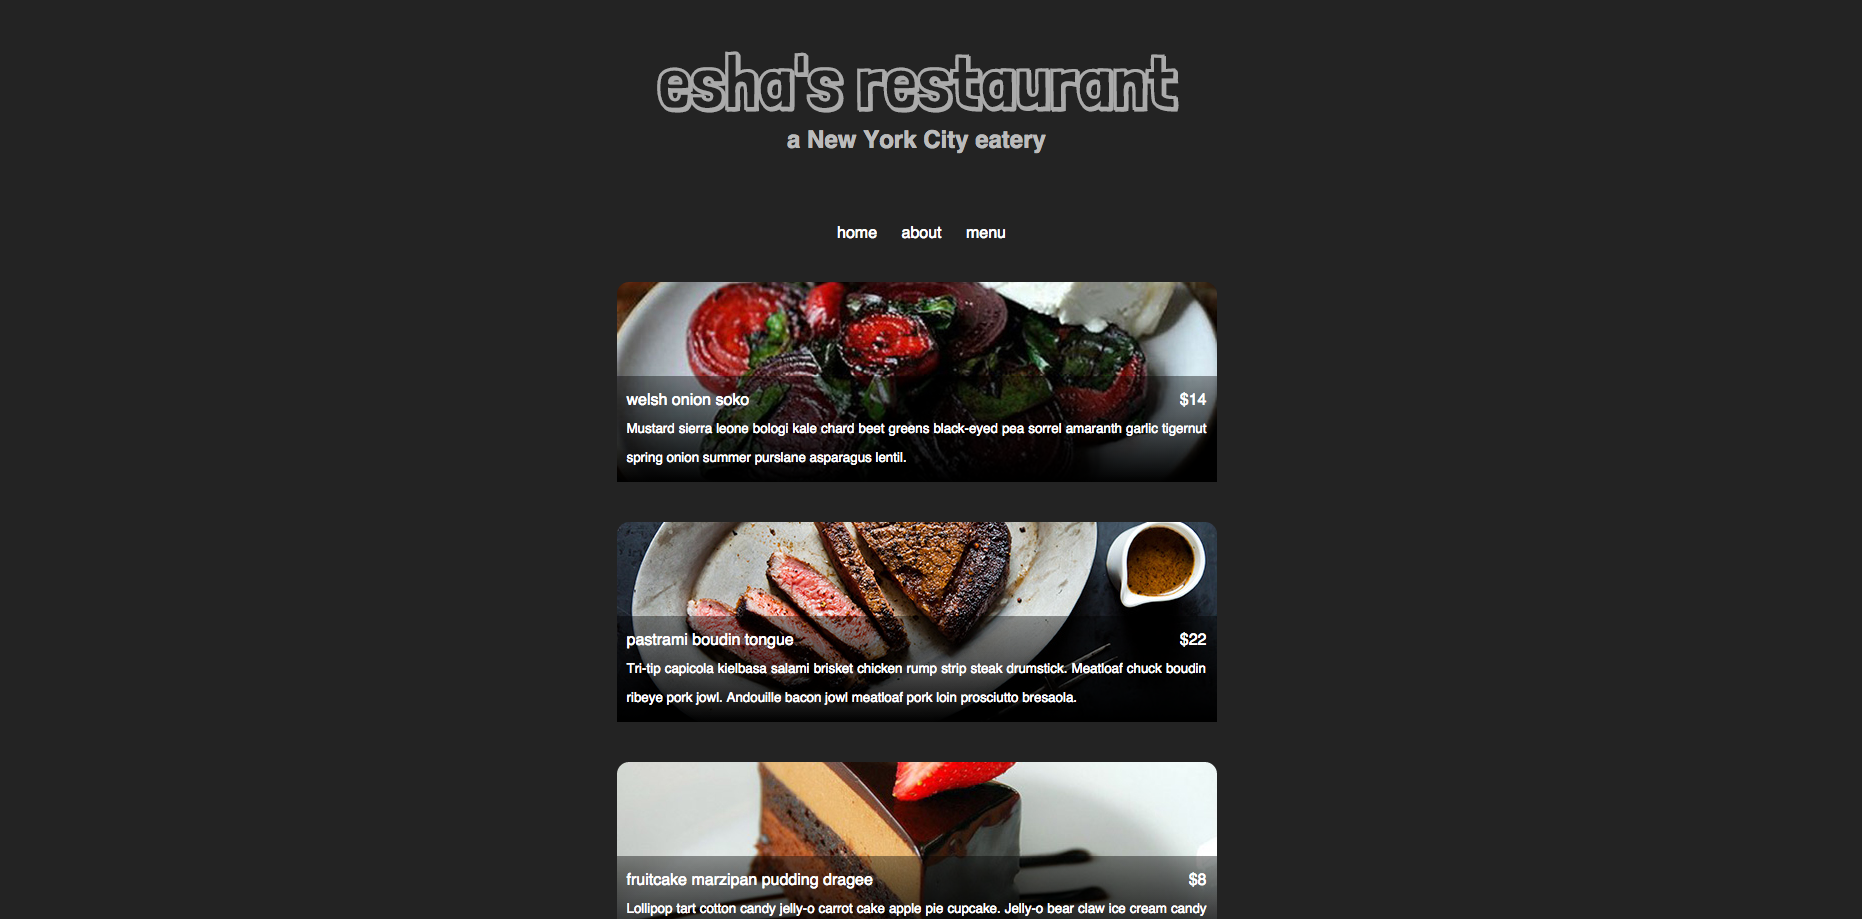 esha's restaurant
a New York City eatery
home about menu
welsh onion soko $14
Mustard sierra leone bologi kale chard beet greens black-eyed pea sorrel amaranth garlic tigernut
spring onion summer purslane asparagus lentil.
pastrami boudin tongue $22
Tri-tip capicola kielbasa salami brisket chicken rump strip steak drumstick. Meatloaf chuck boudin
ribeye pork jowl. Andouille bacon jowl meatloaf pork loin prosciutto bresaola.
fruitcake marzipan pudding dragee $8
Lollipop tart cotton candy jelly-o carrot cake apple pie cupcake. Jelly-o bear claw ice cream candy